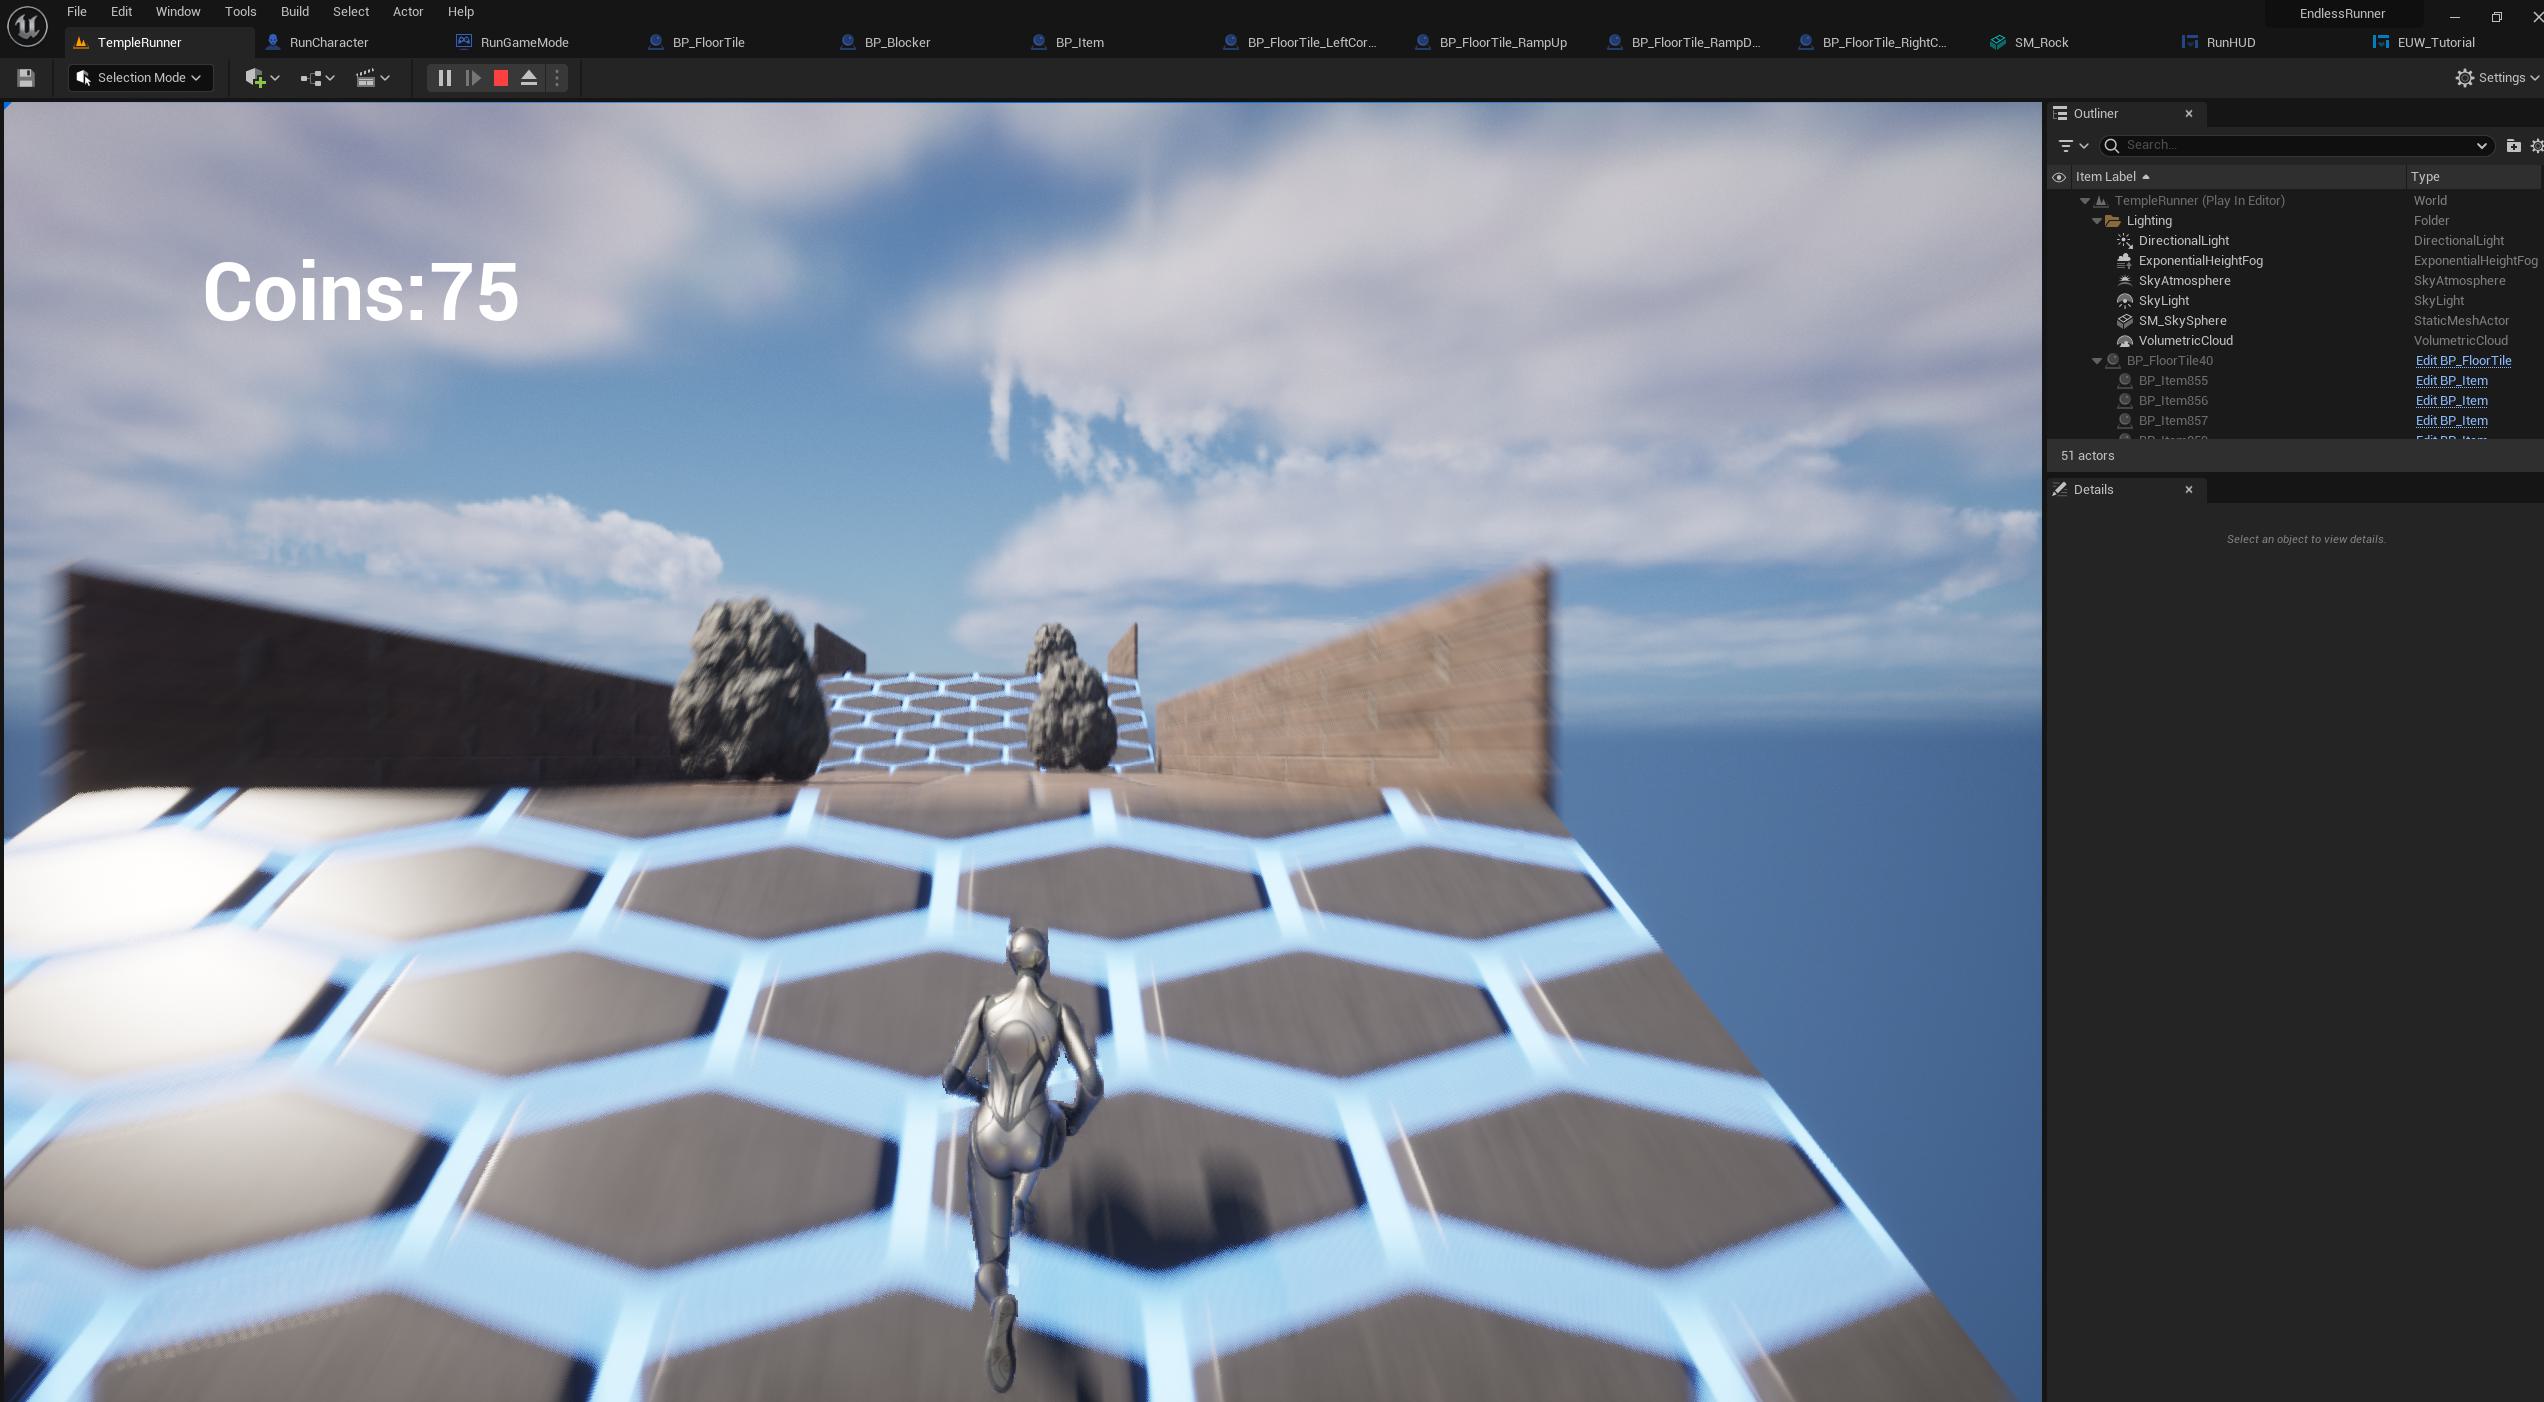 File Edit Window Tools Build Select Actor Help
EndlessRunner
TempleRunner RunCharacter RunGameMode BP_FloorTile BP_Blocker BP_Item BP_FloorTile_LeftCor... BP_FloorTile_RampUp BP_FloorTile_RampD... BP_FloorTile_RightC... SM_Rock RunHUD EUW_Tutorial
Selection Mode
Settings
Coins:75
Outliner
Search...
Item Label Type
TempleRunner (Play In Editor) World
Lighting Folder
DirectionalLight DirectionalLight
ExponentialHeightFog ExponentialHeightFog
SkyAtmosphere SkyAtmosphere
SkyLight SkyLight
SM_SkySphere StaticMeshActor
VolumetricCloud VolumetricCloud
BP_FloorTile40 Edit BP_FloorTile
BP_Item855 Edit BP_Item
BP_Item856 Edit BP_Item
BP_Item857 Edit BP_Item
51 actors
Details
Select an object to view details.